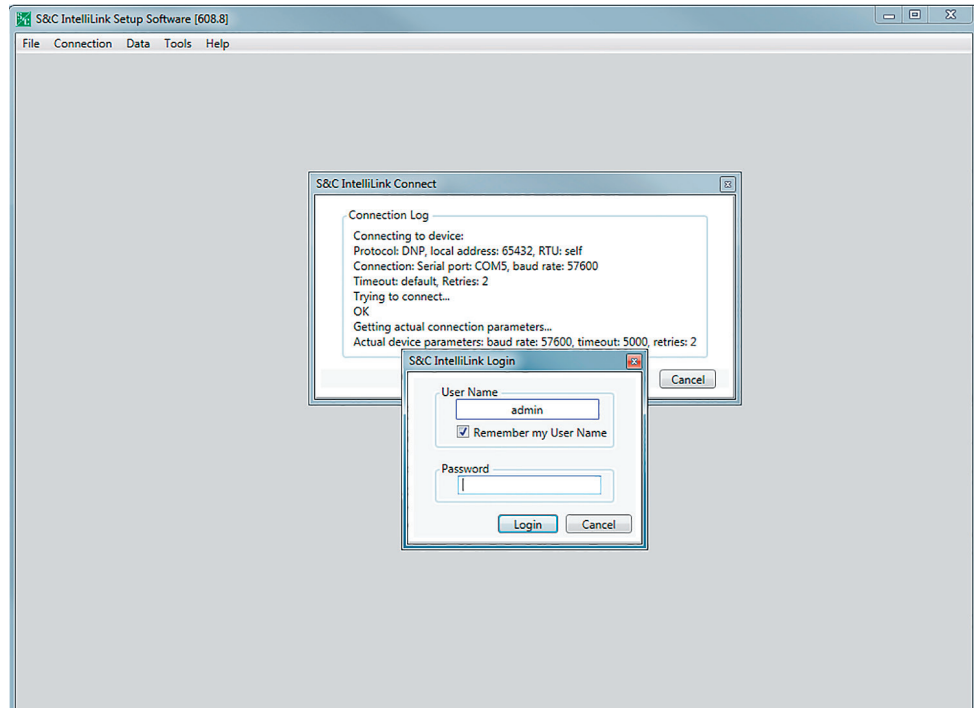 S&C IntelliLink Setup Software [608.8]
File Connection Data Tools Help
S&C IntelliLink Connect
Connection Log
Connecting to device:
Protocol: DNP, local address: 65432, RTU: self
Connection: Serial port: COM5, baud rate: 57600
Timeout: default, Retries: 2
Trying to connect...
OK
Getting actual connection parameters...
Actual device parameters: baud rate: 57600, timeout: 5000, retries: 2
Cancel
S&C IntelliLink Login
User Name
admin
Remember my User Name
Password
Login Cancel